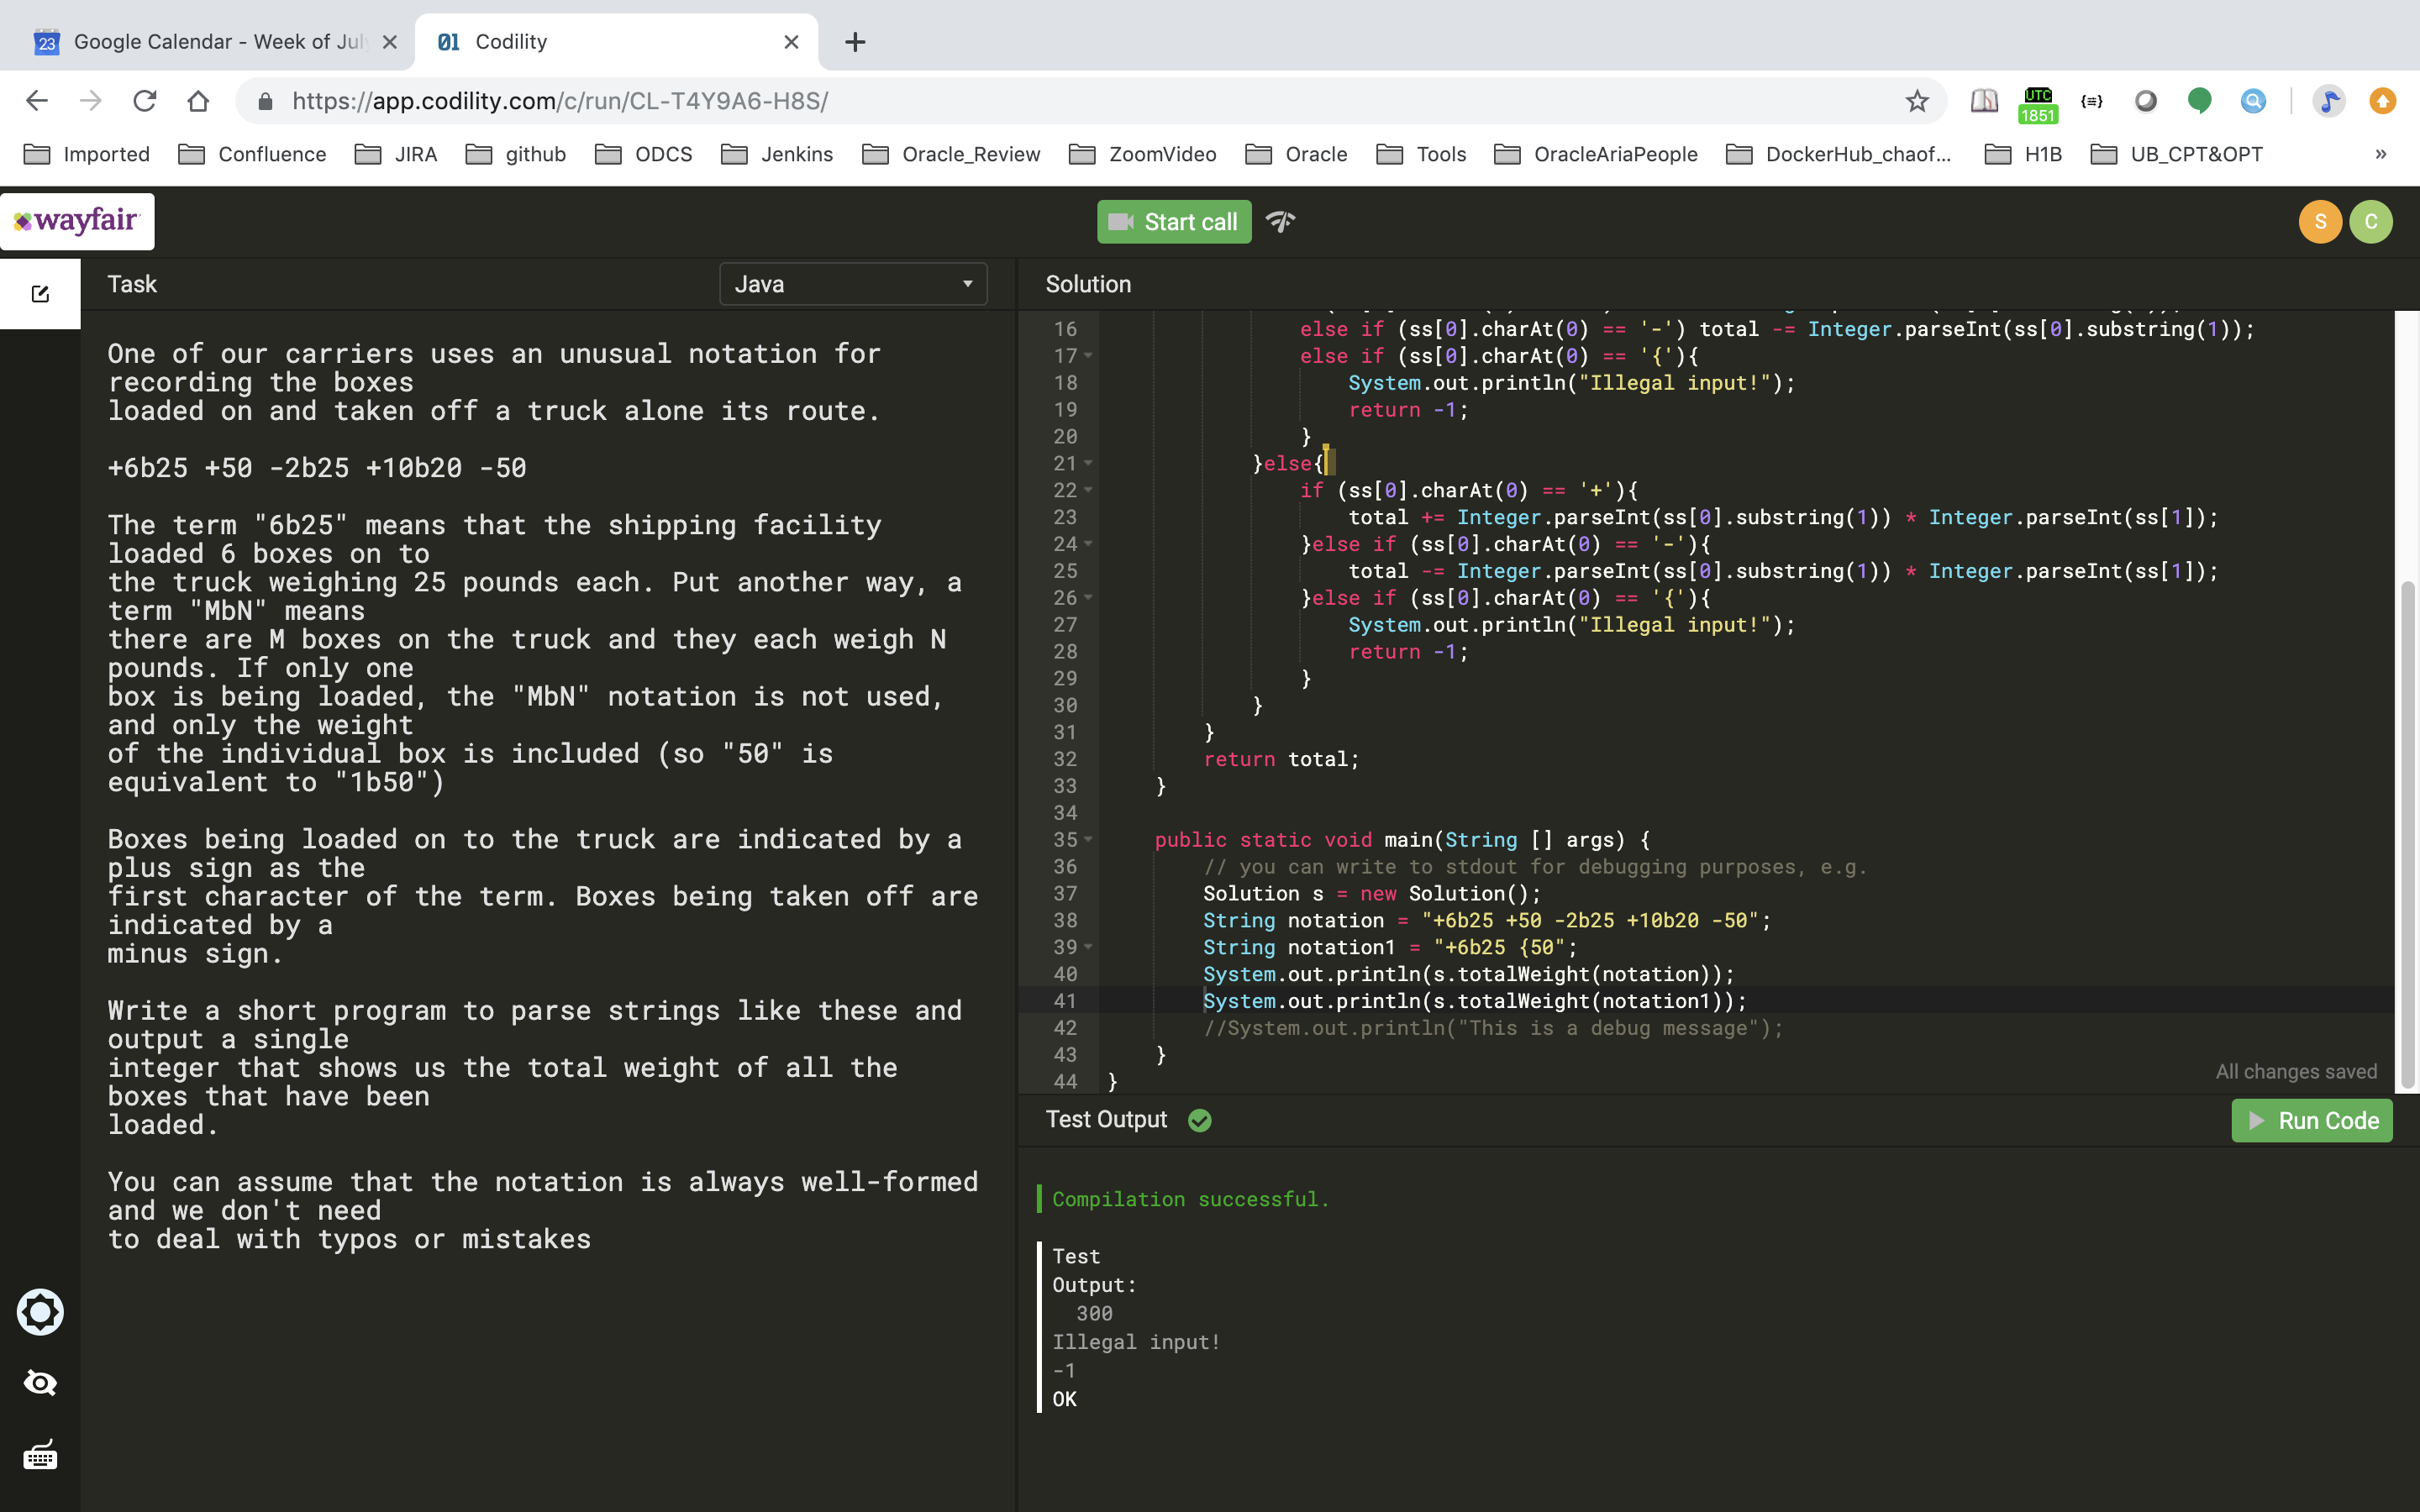 Google Calendar - Week of Jul
Codility
https://app.codility.com/c/run/CL-T4Y9A6-H8S/
UTC
1851
Imported
Confluence
JIRA
github
ODCS
Jenkins
Oracle_Review
ZoomVideo
Oracle
Tools
OracleAriaPeople
DockerHub_chaof...
H1B
UB_CPT&OPT
»
wayfair
Start call
S
C
Task
Java
Solution
One of our carriers uses an unusual notation for
recording the boxes
loaded on and taken off a truck alone its route.
+6b25 +50 -2b25 +10b20 -50
The term "6b25" means that the shipping facility
loaded 6 boxes on to
the truck weighing 25 pounds each. Put another way, a
term "MbN" means
there are M boxes on the truck and they each weigh N
pounds. If only one
box is being loaded, the "MbN" notation is not used,
and only the weight
of the individual box is included (so "50" is
equivalent to "1b50")
Boxes being loaded on to the truck are indicated by a
plus sign as the
first character of the term. Boxes being taken off are
indicated by a
minus sign.
Write a short program to parse strings like these and
output a single
integer that shows us the total weight of all the
boxes that have been
loaded.
You can assume that the notation is always well-formed
and we don't need
to deal with typos or mistakes
16 else if (ss[0].charAt(0) == '-') total -= Integer.parseInt(ss[0].substring(1));
17 else if (ss[0].charAt(0) == '{'){
18 System.out.println("Illegal input!");
19 return -1;
20 }
21 }else{
22 if (ss[0].charAt(0) == '+'){
23 total += Integer.parseInt(ss[0].substring(1)) * Integer.parseInt(ss[1]);
24 }else if (ss[0].charAt(0) == '-'){
25 total -= Integer.parseInt(ss[0].substring(1)) * Integer.parseInt(ss[1]);
26 }else if (ss[0].charAt(0) == '{'){
27 System.out.println("Illegal input!");
28 return -1;
29 }
30 }
31 }
32 return total;
33 }
34
35 public static void main(String [] args) {
36 // you can write to stdout for debugging purposes, e.g.
37 Solution s = new Solution();
38 String notation = "+6b25 +50 -2b25 +10b20 -50";
39 String notation1 = "+6b25 {50";
40 System.out.println(s.totalWeight(notation));
41 System.out.println(s.totalWeight(notation1));
42 //System.out.println("This is a debug message");
43 }
44 }
All changes saved
Test Output
Run Code
Compilation successful.
Test
Output:
300
Illegal input!
-1
OK